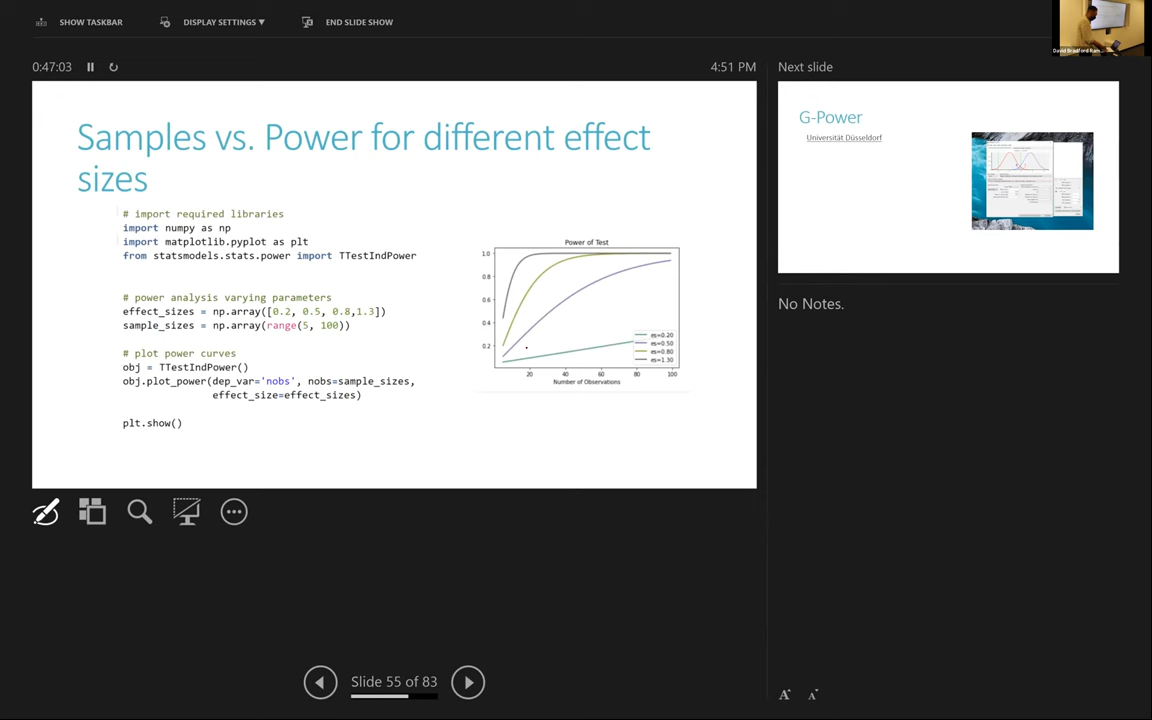 SHOW TASKBAR
DISPLAY SETTINGS ▼
END SLIDE SHOW
David Bradford Ram...
0:47:03
4:51 PM
Next slide
Samples vs. Power for different effect
sizes
# import required libraries
import numpy as np
import matplotlib.pyplot as plt
from statsmodels.stats.power import TTestIndPower
# power analysis varying parameters
effect_sizes = np.array([0.2, 0.5, 0.8,1.3])
sample_sizes = np.array(range(5, 100))
# plot power curves
obj = TTestIndPower()
obj.plot_power(dep_var='nobs', nobs=sample_sizes,
effect_size=effect_sizes)
plt.show()
Power of Test
1.0
0.8
0.6
0.4
0.2
es=0.20
es=0.50
es=0.80
es=1.30
20 40 60 80 100
Number of Observations
G-Power
Universität Düsseldorf
No Notes.
Slide 55 of 83
A A